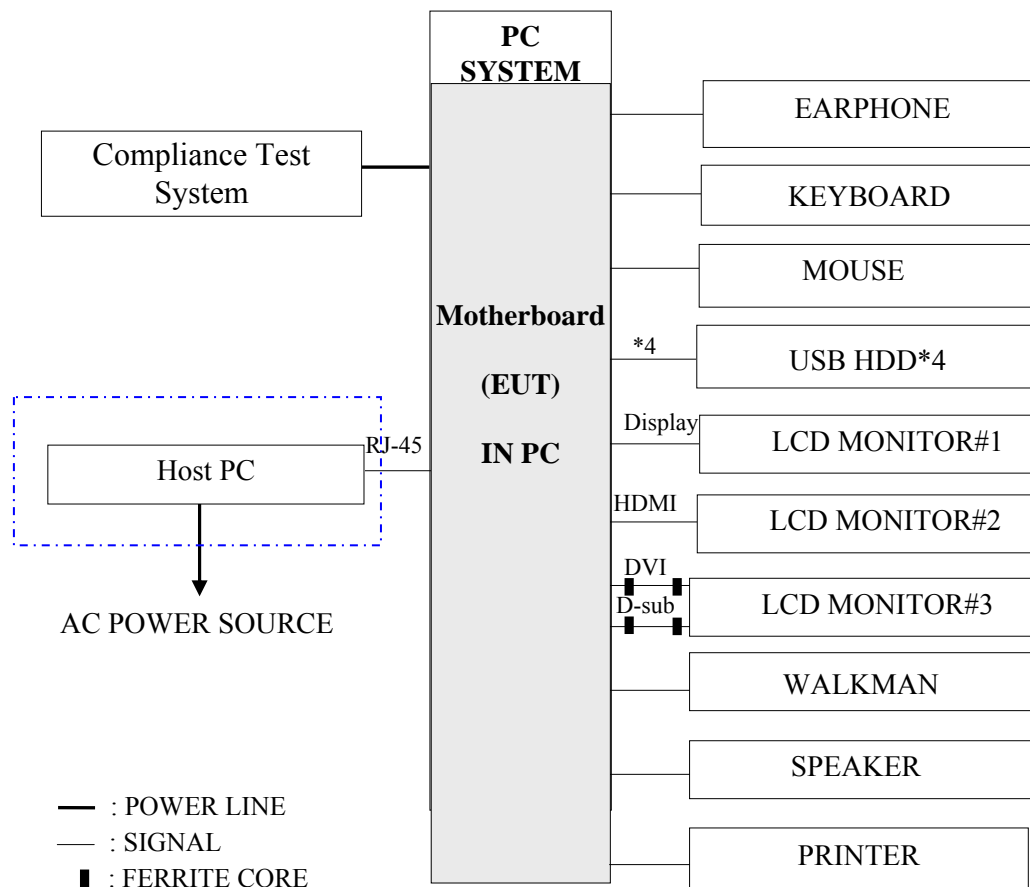 PC
SYSTEM
Compliance Test
System
Motherboard
(EUT)
IN PC
RJ-45
Host PC
AC POWER SOURCE
EARPHONE
KEYBOARD
MOUSE
*4
USB HDD*4
Display
LCD MONITOR#1
HDMI
LCD MONITOR#2
DVI
D-sub
LCD MONITOR#3
WALKMAN
SPEAKER
PRINTER
: POWER LINE
: SIGNAL
: FERRITE CORE